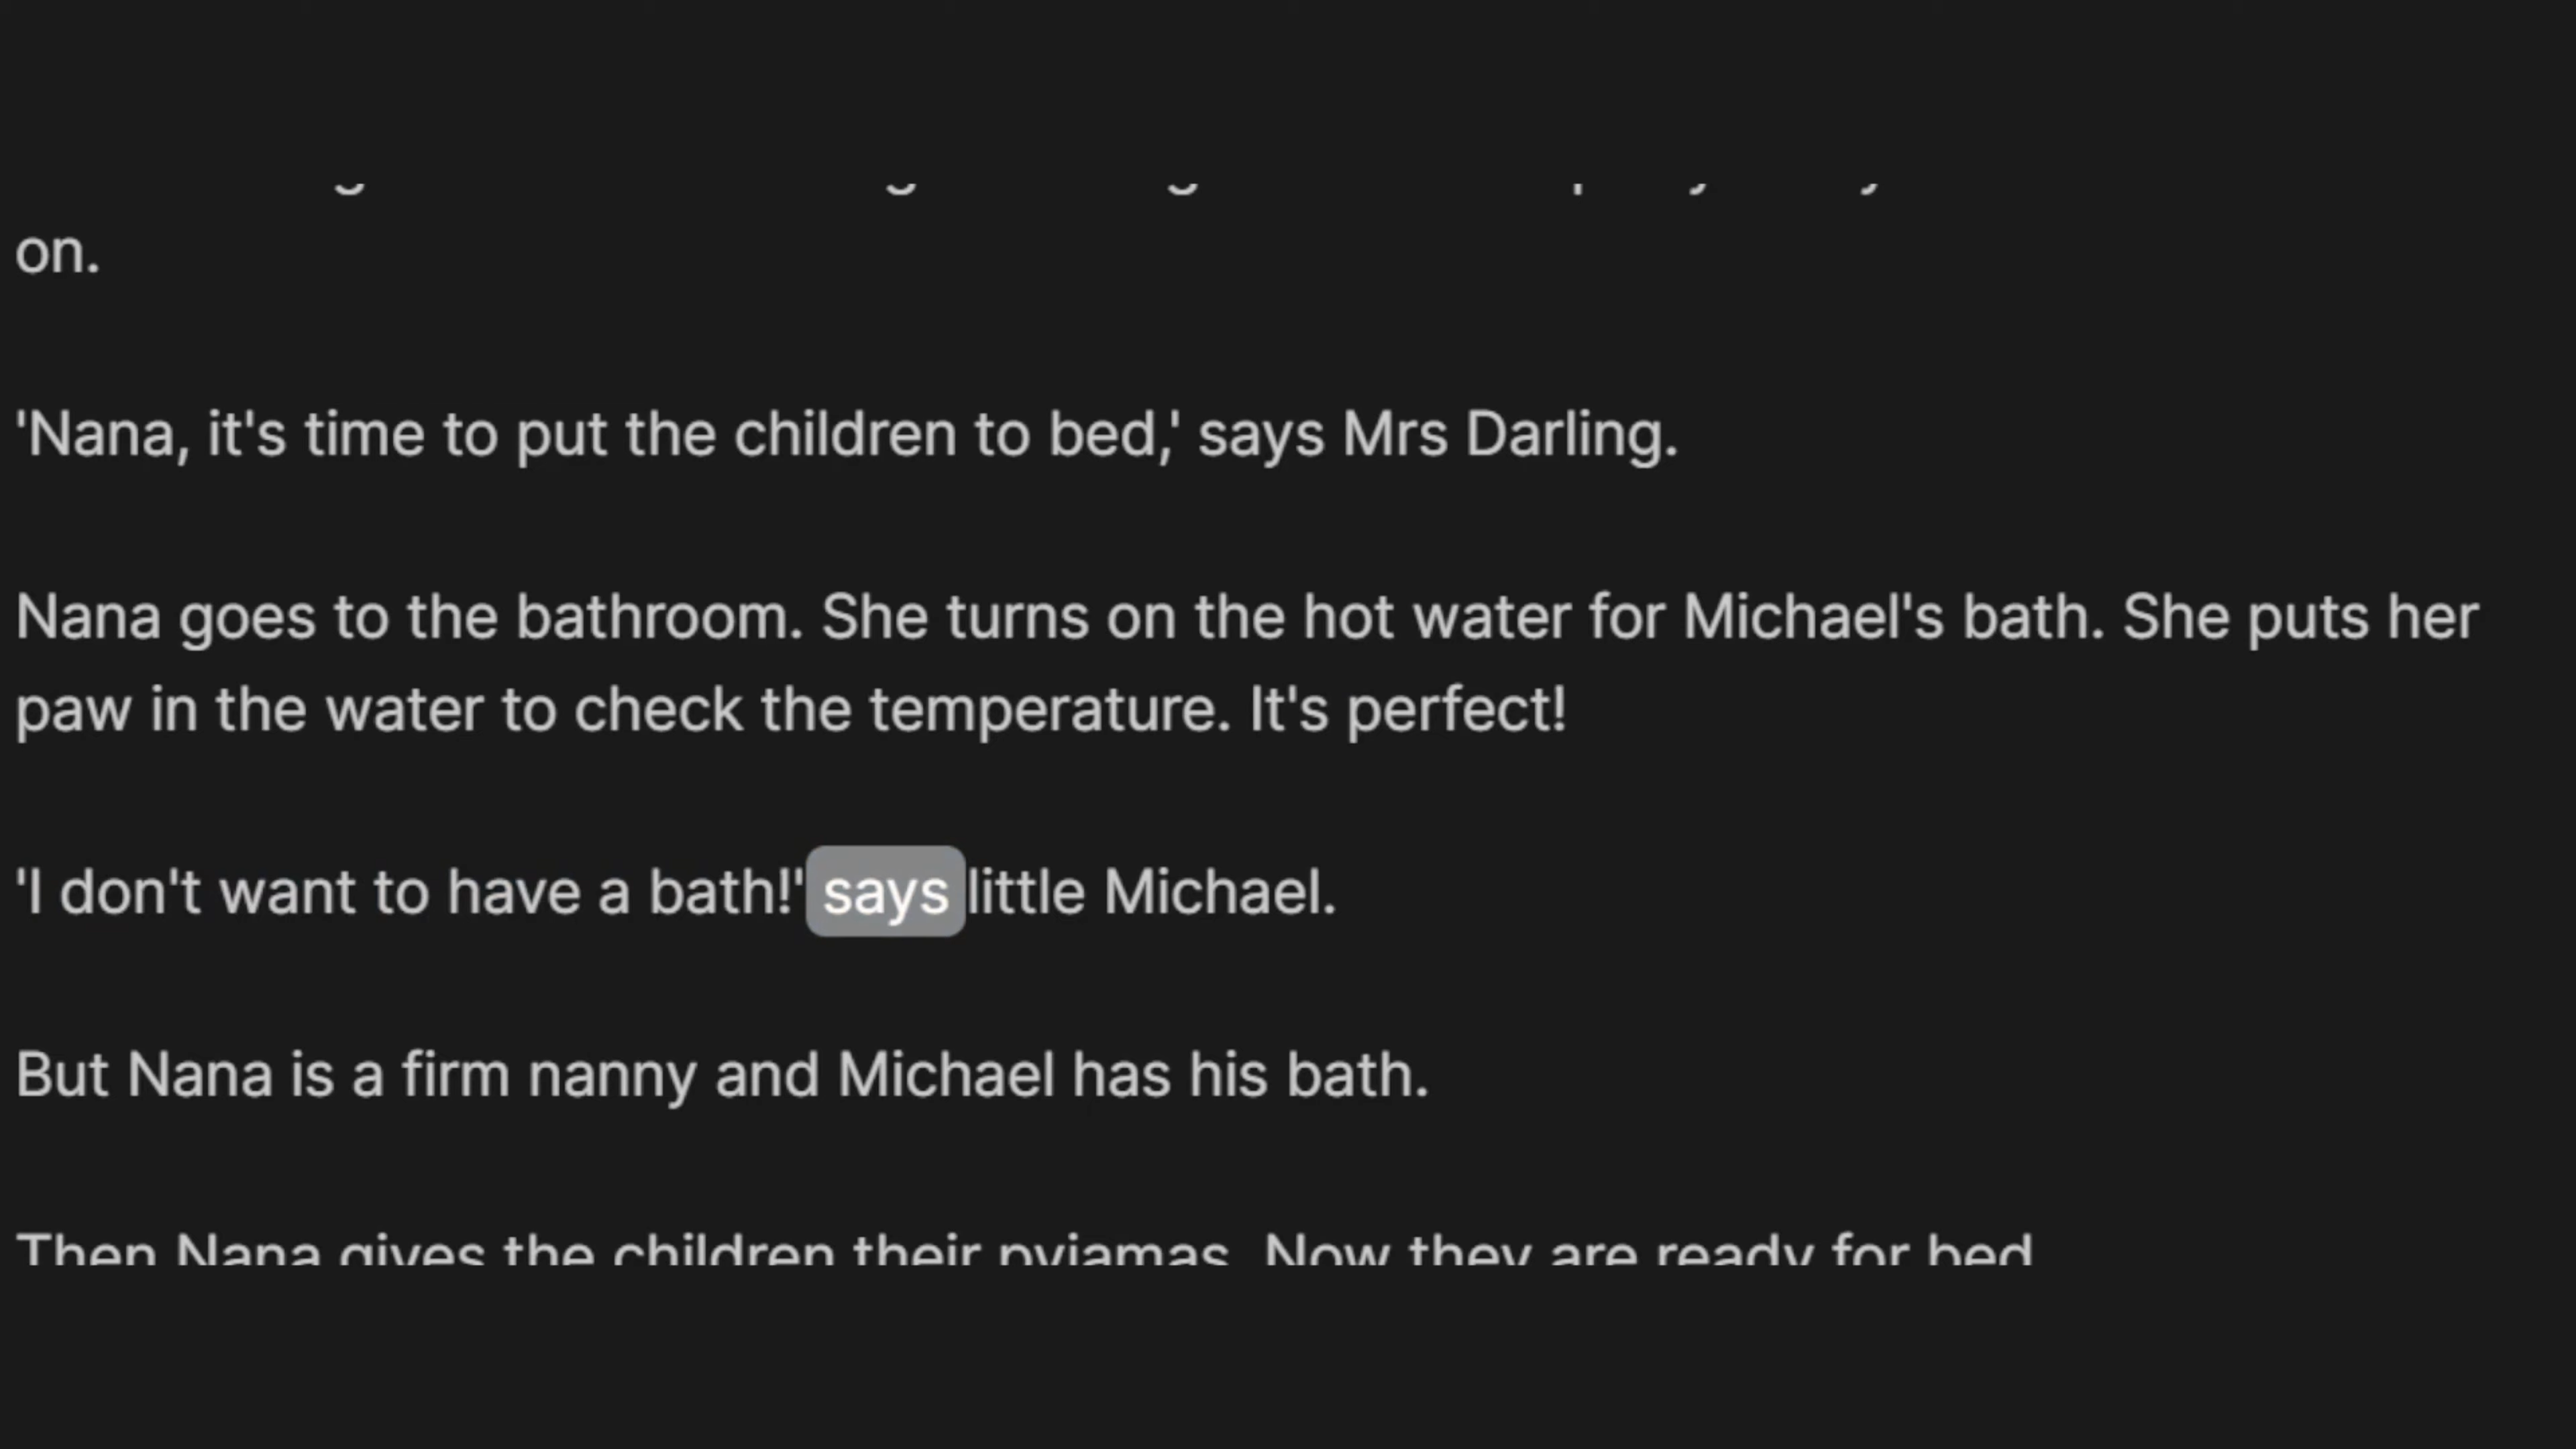 on.
'Nana, it's time to put the children to bed,' says Mrs Darling.
Nana goes to the bathroom. She turns on the hot water for Michael's bath. She puts her
paw in the water to check the temperature. It's perfect!
'I don't want to have a bath!' says little Michael.
But Nana is a firm nanny and Michael has his bath.
Then Nana gives the children their pyjamas. Now they are ready for bed